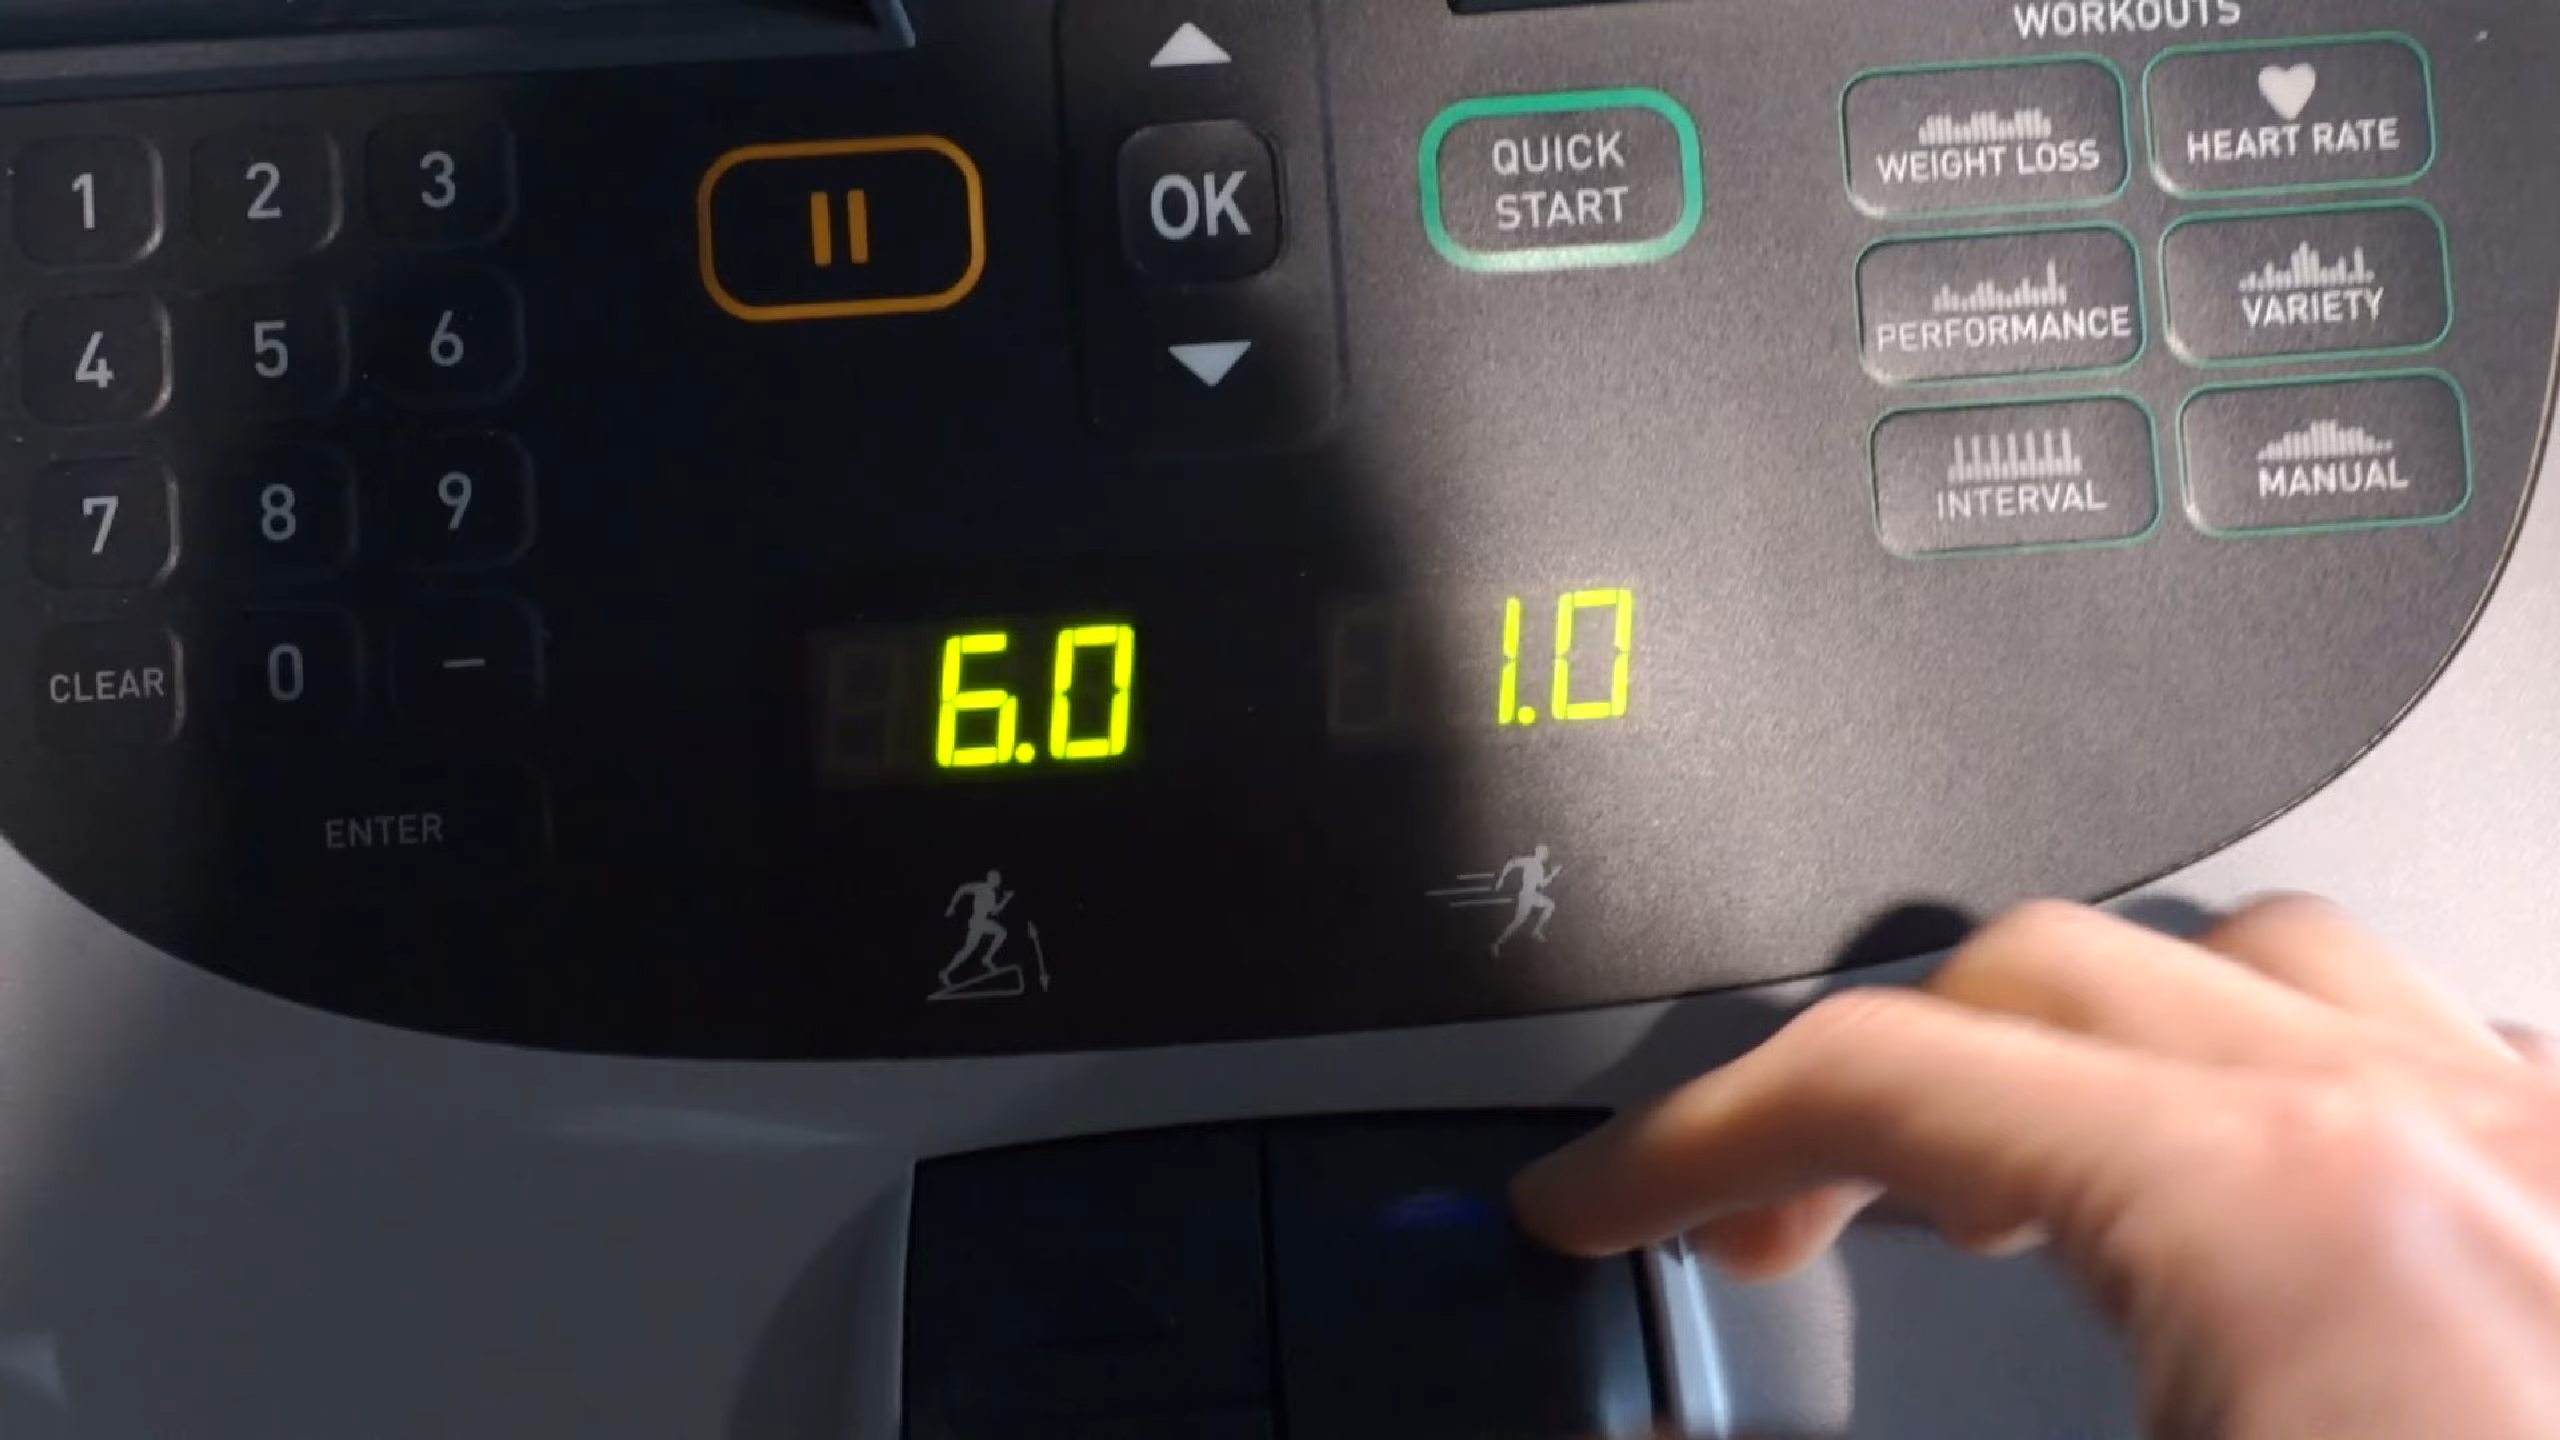 WORKOUTS
1 2 3
OK
QUICK
START
WEIGHT LOSS
HEART RATE
4 5 6
PERFORMANCE
VARIETY
7 8 9
INTERVAL
MANUAL
CLEAR 0 –
6.0
1.0
ENTER